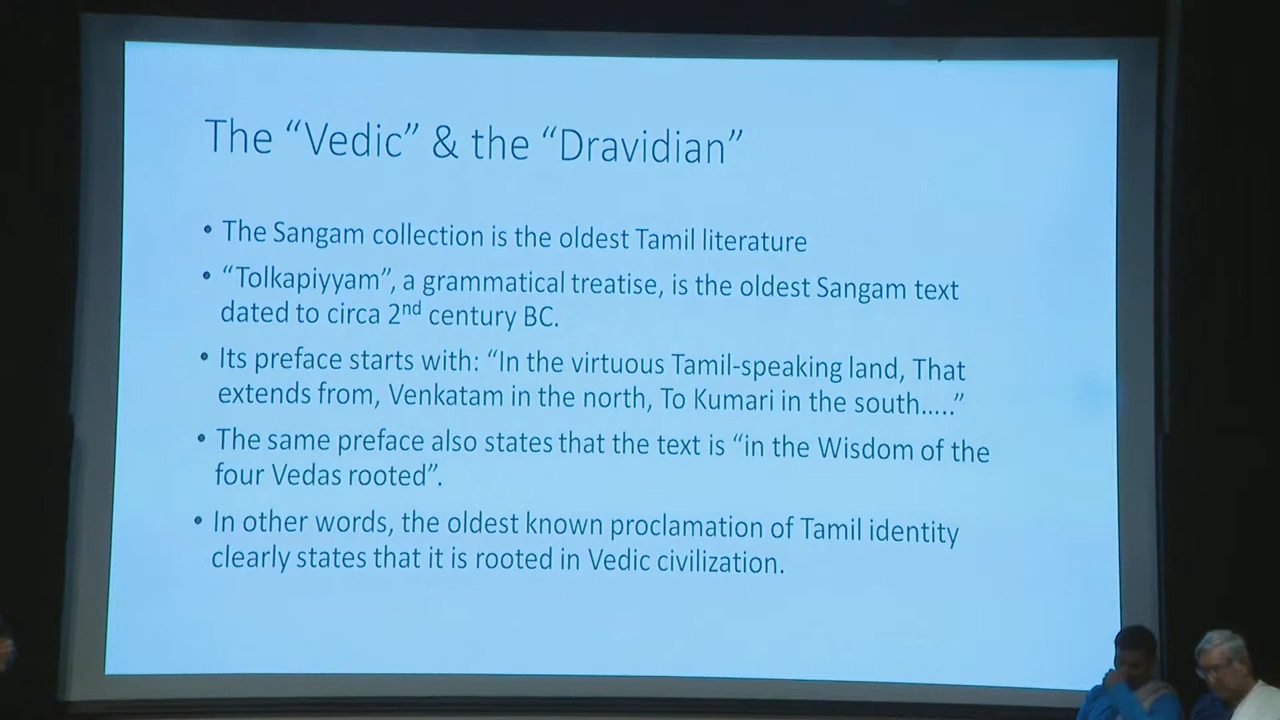 The “Vedic” & the “Dravidian”
• The Sangam collection is the oldest Tamil literature
• “Tolkapiyyam”, a grammatical treatise, is the oldest Sangam text
dated to circa 2nd century BC.
• Its preface starts with: “In the virtuous Tamil-speaking land, That
extends from, Venkatam in the north, To Kumari in the south.....”
• The same preface also states that the text is “in the Wisdom of the
four Vedas rooted”.
• In other words, the oldest known proclamation of Tamil identity
clearly states that it is rooted in Vedic civilization.